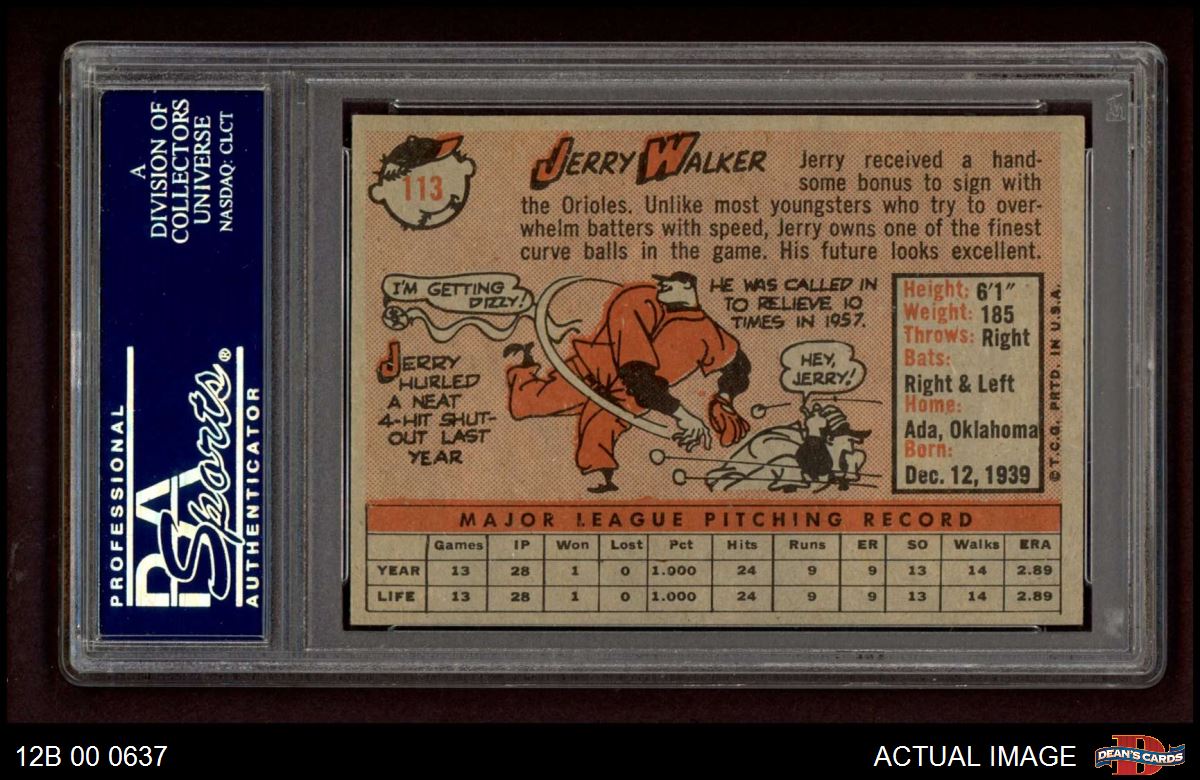 A
DIVISION OF
COLLECTORS
UNIVERSE
NASDAQ: CLCT
PROFESSIONAL
PSA
Sports®
AUTHENTICATOR
113
JERRY WALKER
Jerry received a hand-
some bonus to sign with
the Orioles. Unlike most youngsters who try to over-
whelm batters with speed, Jerry owns one of the finest
curve balls in the game. His future looks excellent.
I'M GETTING
DIZZY!
HE WAS CALLED IN
TO RELIEVE 10
TIMES IN 1957.
JERRY
HURLED
A NEAT
4-HIT SHUT-
OUT LAST
YEAR
HEY,
JERRY!
Height: 6'1"
Weight: 185
Throws: Right
Bats:
Right & Left
Home:
Ada, Oklahoma
Born:
Dec. 12, 1939
© T.C.G. PRTD. IN U.S.A.
MAJOR LEAGUE PITCHING RECORD
Games IP Won Lost Pct Hits Runs ER SO Walks ERA
YEAR 13 28 1 0 1.000 24 9 9 13 14 2.89
LIFE 13 28 1 0 1.000 24 9 9 13 14 2.89
12B 00 0637
ACTUAL IMAGE
D
DEAN'S CARDS